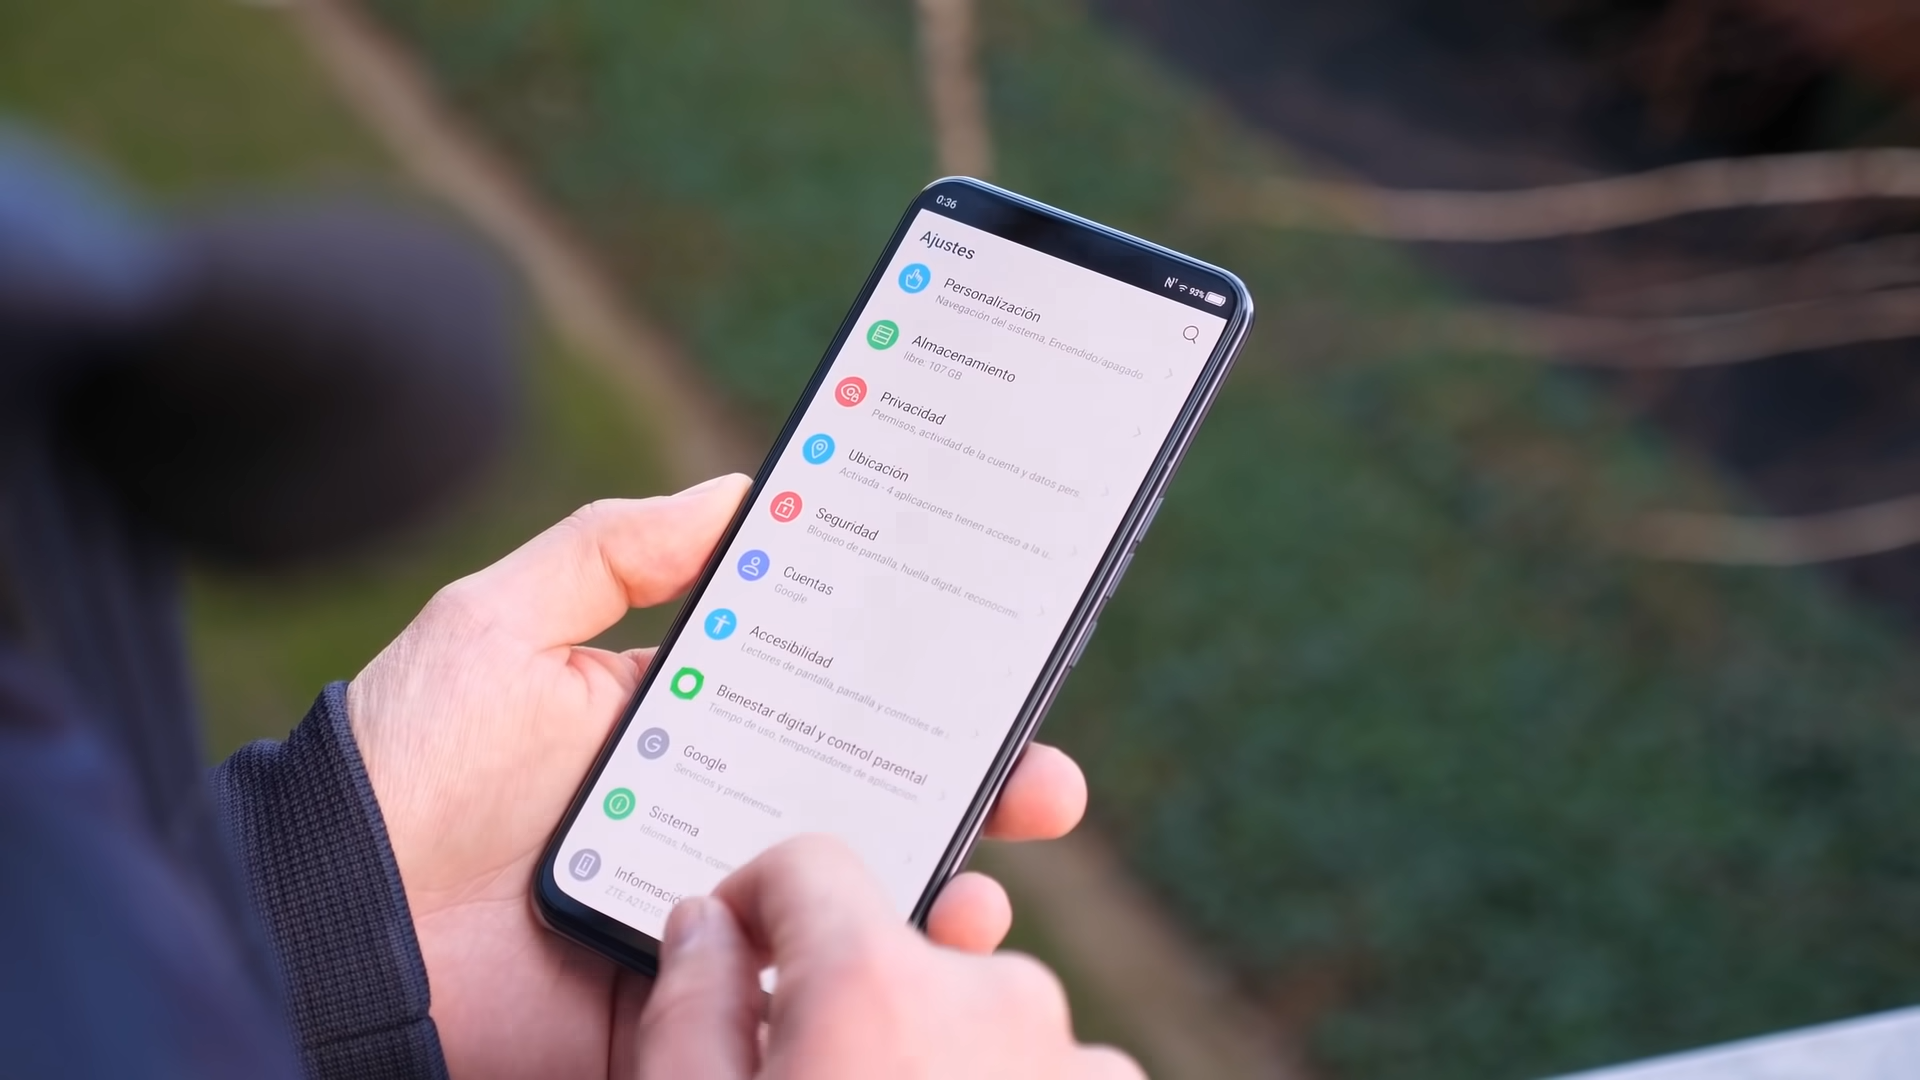 0:36
93%
Ajustes
Personalización
Navegación del sistema, Encendido/apagado...
Almacenamiento
libre: 107 GB
Privacidad
Permisos, actividad de la cuenta y datos pers...
Ubicación
Activada - 4 aplicaciones tienen acceso a la u...
Seguridad
Bloqueo de pantalla, huella digital, reconocimi...
Cuentas
Google
Accesibilidad
Lectores de pantalla, pantalla y controles de i...
Bienestar digital y control parental
Tiempo de uso, temporizadores de aplicacion...
Google
Servicios y preferencias
Sistema
Idiomas, hora,
Informació
ZTE A2121G